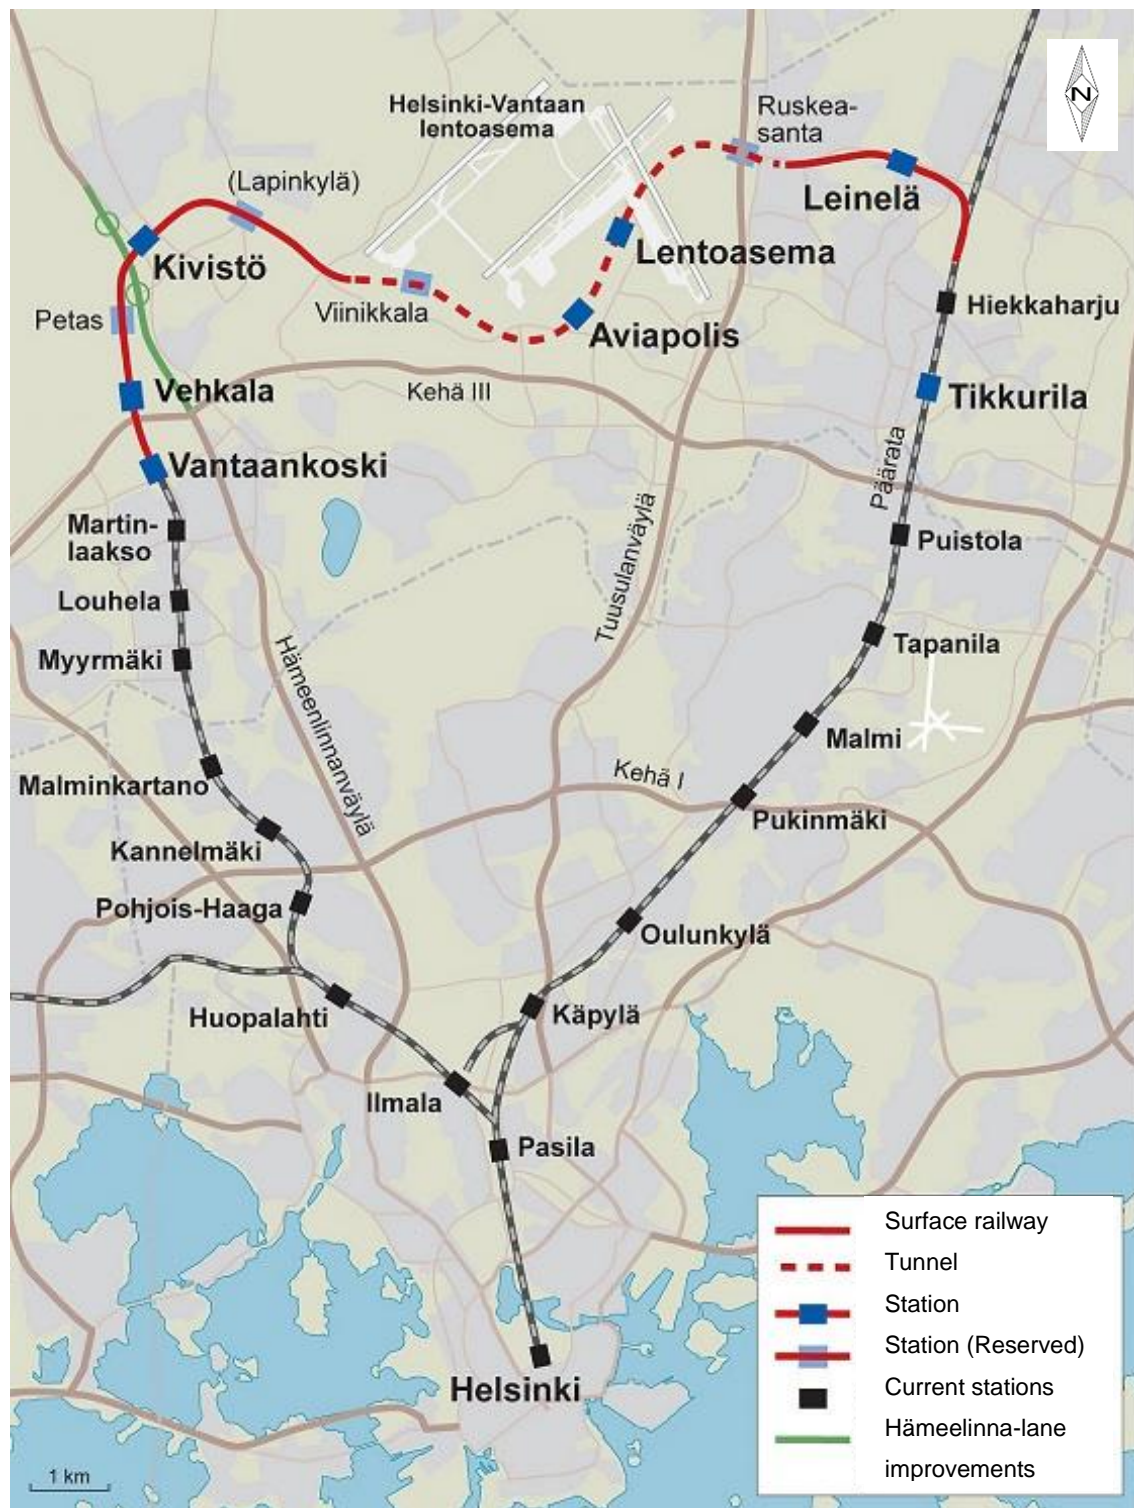 N
Helsinki-Vantaan
lentoasema
Ruskea-
santa
(Lapinkylä)
Leinelä
Kivistö
Lentoasema
Petas
Viinikkala
Hiekkaharju
Aviapolis
Vehkala
Kehä III
Tikkurila
Vantaankoski
Päärata
Martin-
laakso
Puistola
Tuusulanväylä
Louhela
Tapanila
Myyrmäki
Hämeenlinnanväylä
Malmi
Malminkartano
Kehä I
Pukinmäki
Kannelmäki
Pohjois-Haaga
Oulunkylä
Huopalahti
Käpylä
Ilmala
Pasila
Helsinki
Surface railway
Tunnel
Station
Station (Reserved)
Current stations
Hämeelinna-lane
improvements
1 km